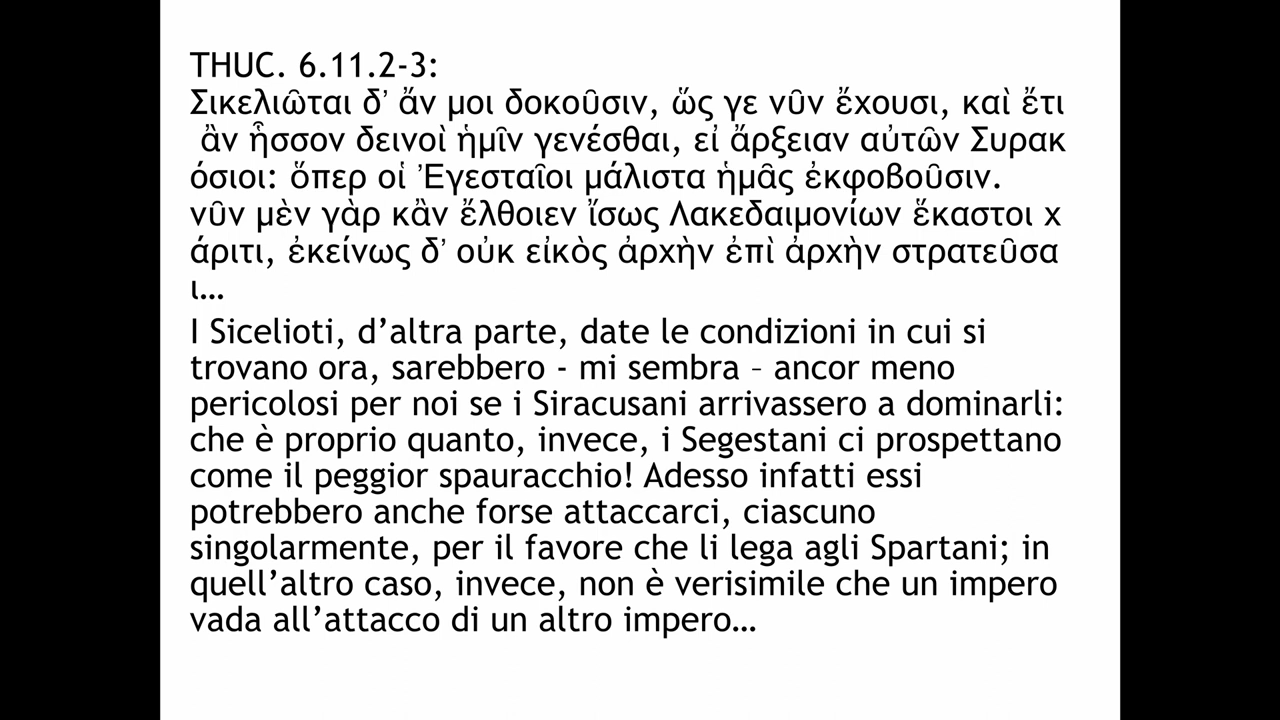 THUC. 6.11.2-3:
Σικελιῶται δ᾽ ἄν μοι δοκοῦσιν, ὥς γε νῦν ἔχουσι, καὶ ἔτι
ἂν ἧσσον δεινοὶ ἡμῖν γενέσθαι, εἰ ἄρξειαν αὐτῶν Συρακ
όσιοι: ὅπερ οἱ Ἐγεσταῖοι μάλιστα ἡμᾶς ἐκφοβοῦσιν.
νῦν μὲν γὰρ κἂν ἔλθοιεν ἴσως Λακεδαιμονίων ἕκαστοι χ
άριτι, ἐκείνως δ᾽ οὐκ εἰκὸς ἀρχὴν ἐπὶ ἀρχὴν στρατεῦσα
ι…
I Sicelioti, d’altra parte, date le condizioni in cui si
trovano ora, sarebbero - mi sembra – ancor meno
pericolosi per noi se i Siracusani arrivassero a dominarli:
che è proprio quanto, invece, i Segestani ci prospettano
come il peggior spauracchio! Adesso infatti essi
potrebbero anche forse attaccarci, ciascuno
singolarmente, per il favore che li lega agli Spartani; in
quell’altro caso, invece, non è verisimile che un impero
vada all’attacco di un altro impero…